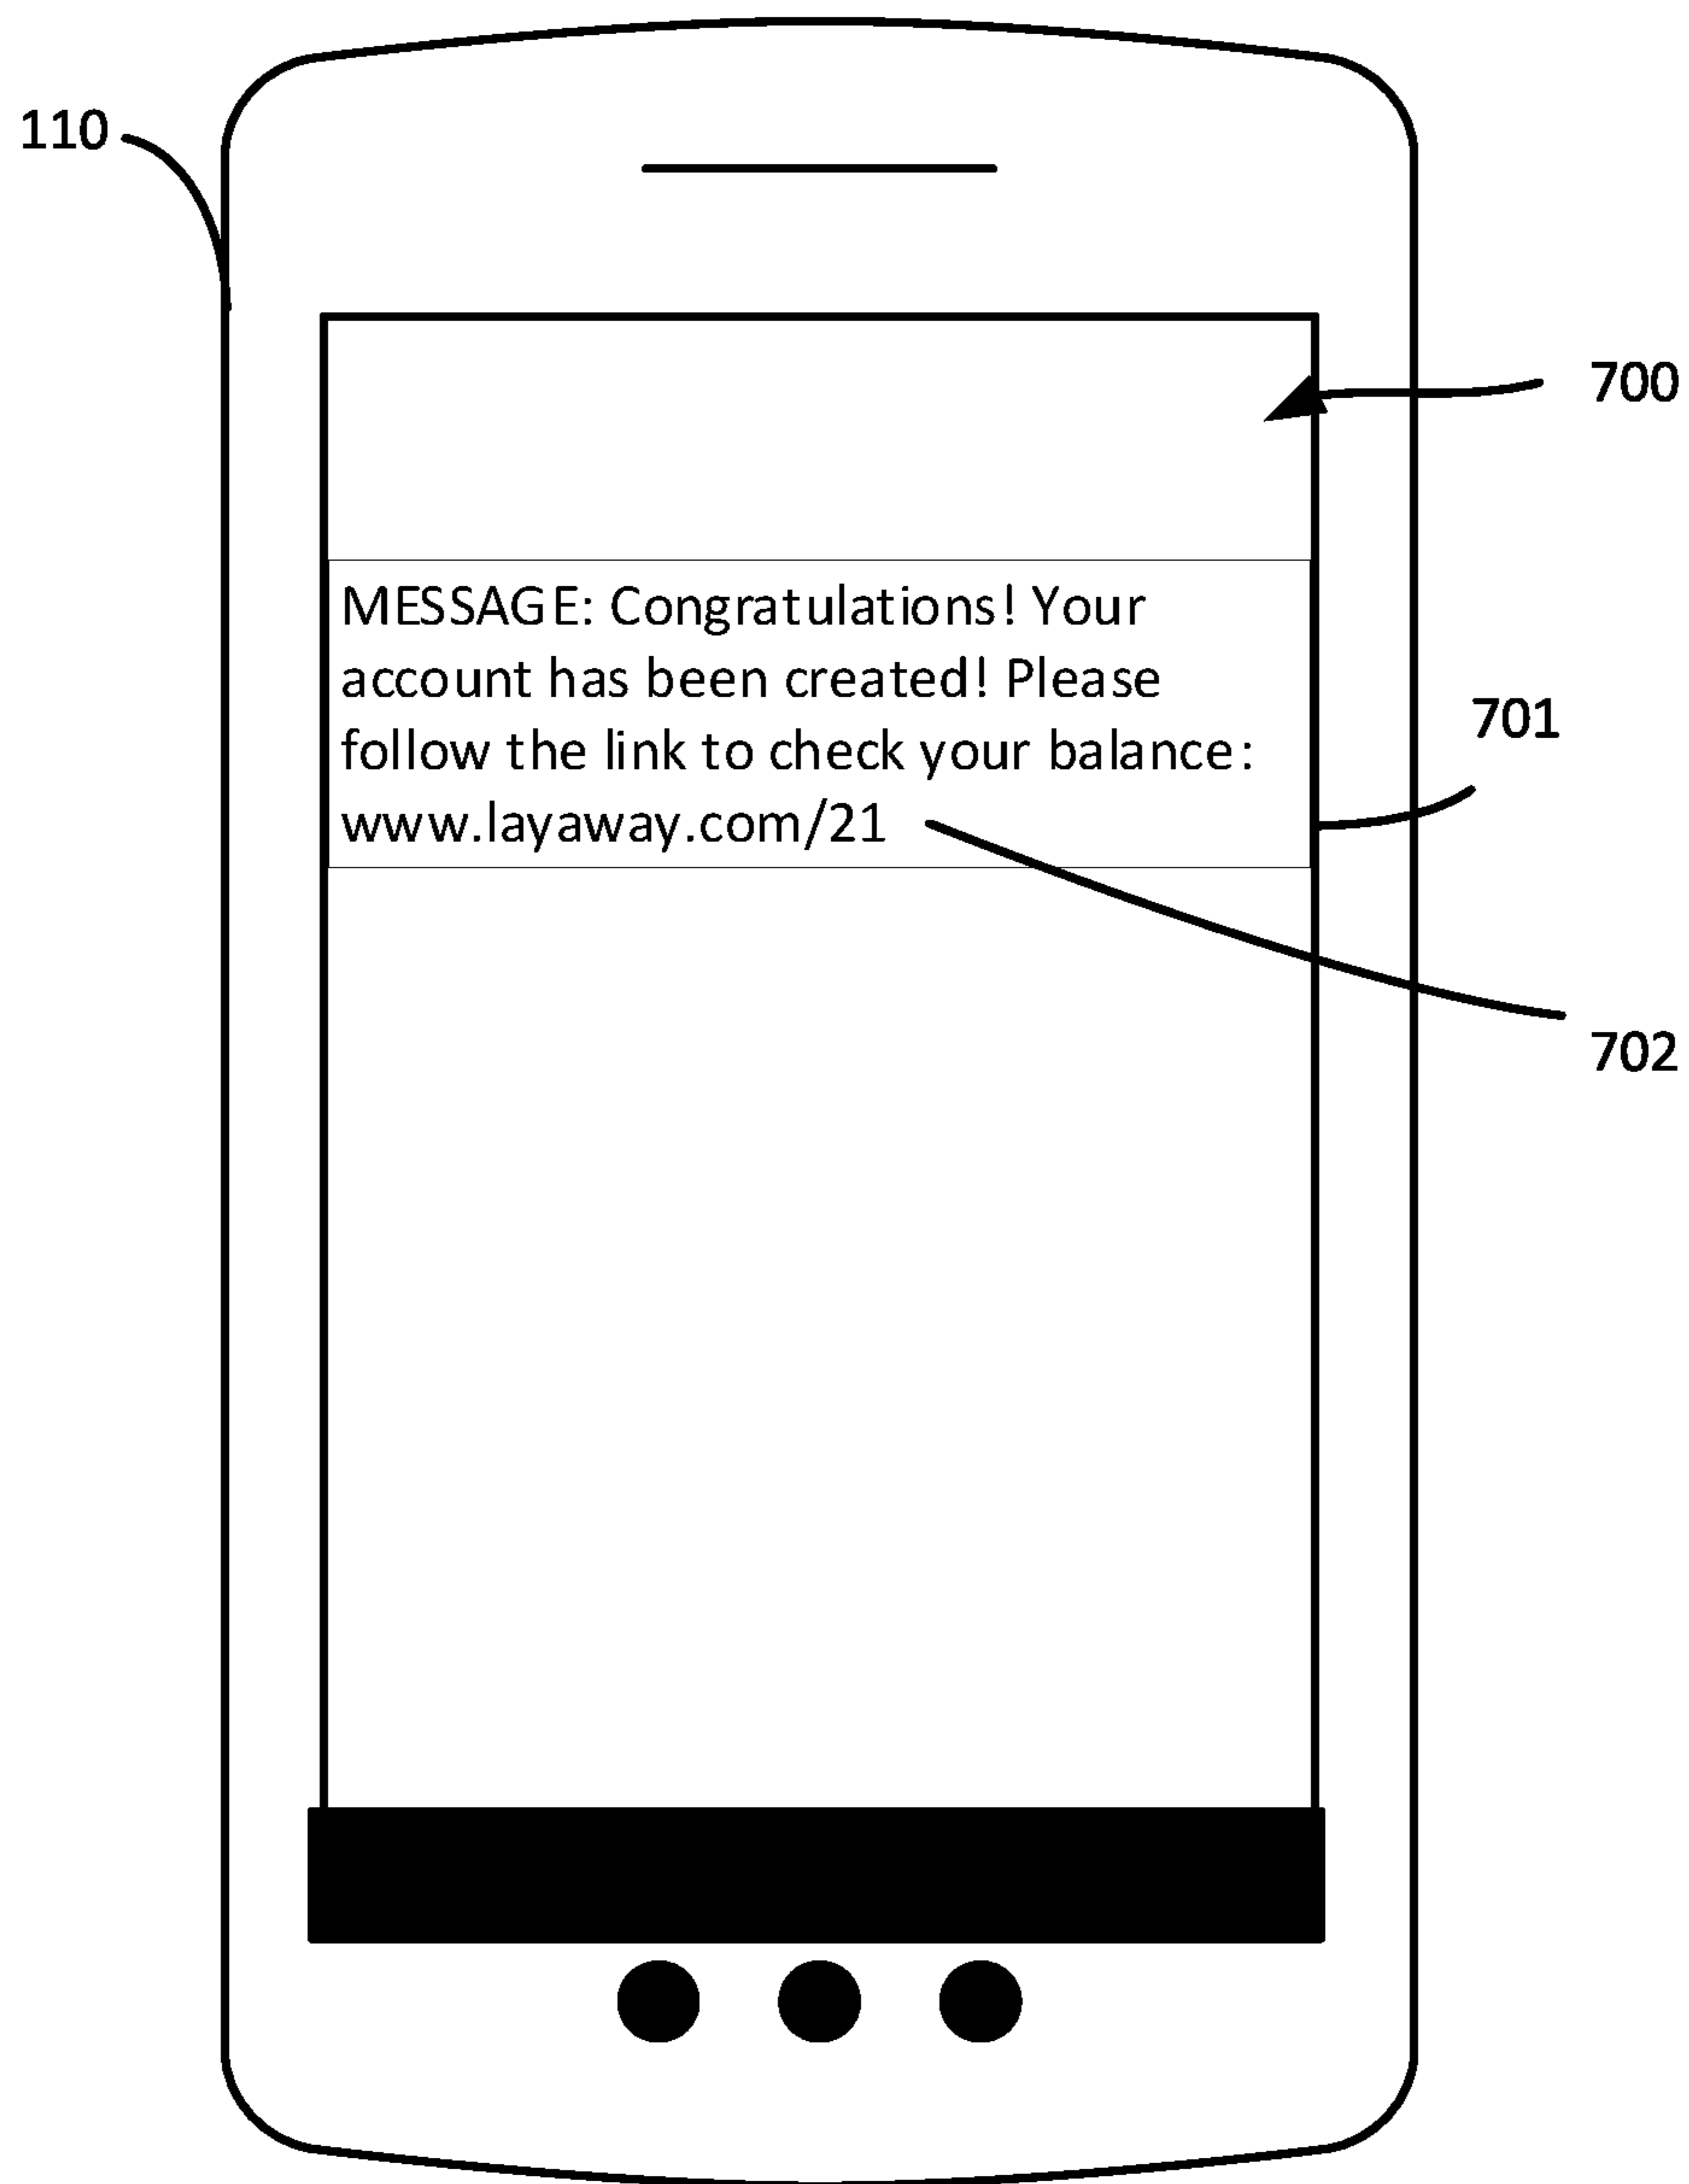 110
700
MESSAGE: Congratulations! Your
account has been created! Please
follow the link to check your balance:
www.layaway.com/21
701
702